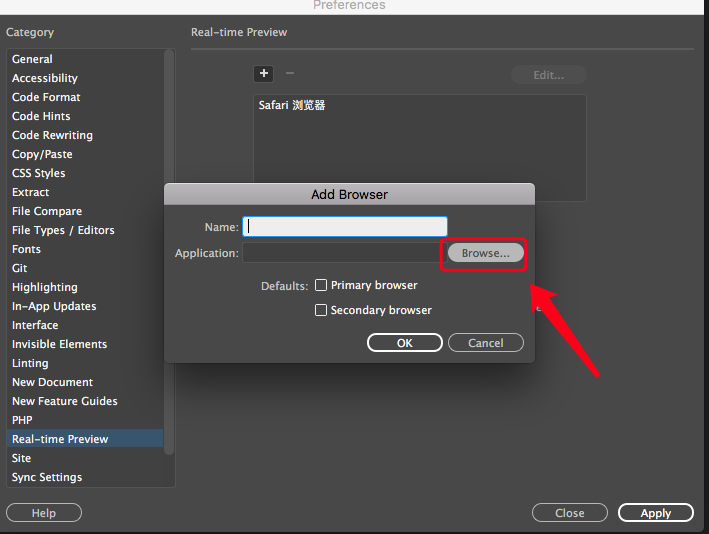 Preferences
Category
Real-time Preview
General
Accessibility
Code Format
Code Hints
Code Rewriting
Copy/Paste
CSS Styles
Extract
File Compare
File Types / Editors
Fonts
Git
Highlighting
In-App Updates
Interface
Invisible Elements
Linting
New Document
New Feature Guides
PHP
Real-time Preview
Site
Sync Settings
+ − Edit...
Safari 浏览器
Add Browser
Name:
Application: Browse...
Defaults: Primary browser
Secondary browser
OK Cancel
Help Close Apply